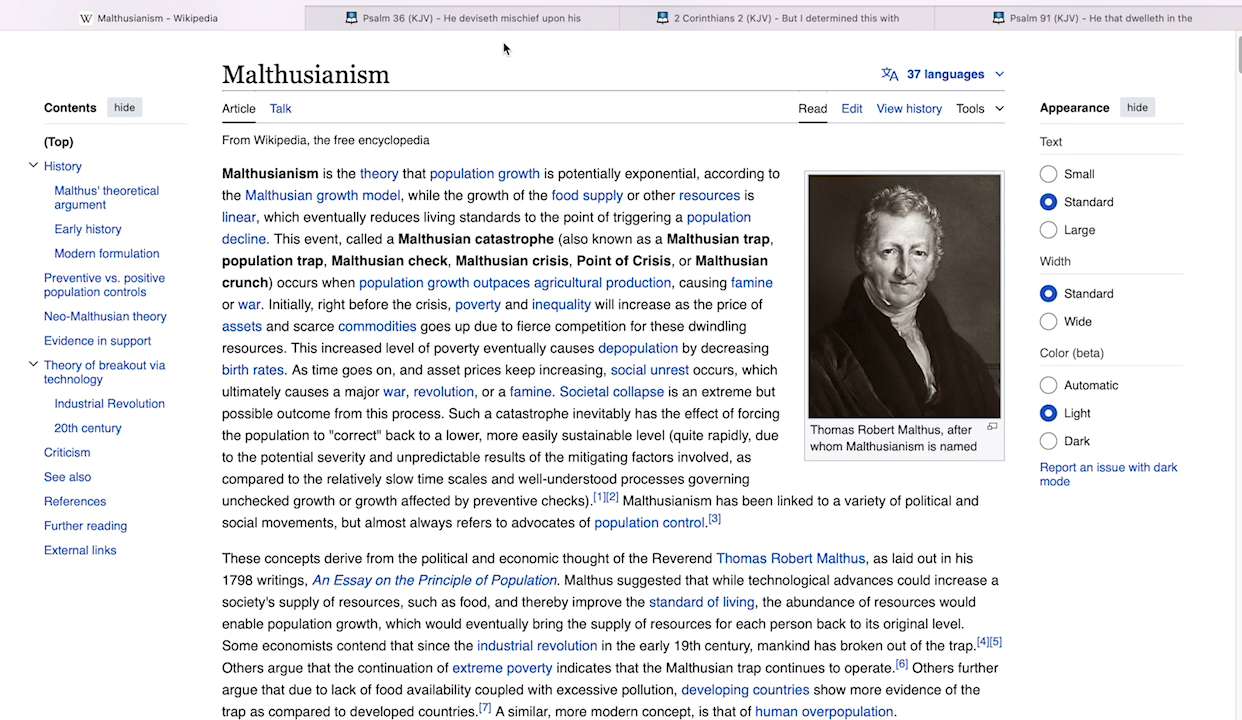 Malthusianism - Wikipedia
Psalm 36 (KJV) - He deviseth mischief upon his
2 Corinthians 2 (KJV) - But I determined this with
Psalm 91 (KJV) - He that dwelleth in the
Malthusianism
37 languages
Contents hide
Article Talk
Read Edit View history Tools
From Wikipedia, the free encyclopedia
(Top)
History
Malthus' theoretical
argument
Early history
Modern formulation
Preventive vs. positive
population controls
Neo-Malthusian theory
Evidence in support
Theory of breakout via
technology
Industrial Revolution
20th century
Criticism
See also
References
Further reading
External links
Malthusianism is the theory that population growth is potentially exponential, according to
the Malthusian growth model, while the growth of the food supply or other resources is
linear, which eventually reduces living standards to the point of triggering a population
decline. This event, called a Malthusian catastrophe (also known as a Malthusian trap,
population trap, Malthusian check, Malthusian crisis, Point of Crisis, or Malthusian
crunch) occurs when population growth outpaces agricultural production, causing famine
or war. Initially, right before the crisis, poverty and inequality will increase as the price of
assets and scarce commodities goes up due to fierce competition for these dwindling
resources. This increased level of poverty eventually causes depopulation by decreasing
birth rates. As time goes on, and asset prices keep increasing, social unrest occurs, which
ultimately causes a major war, revolution, or a famine. Societal collapse is an extreme but
possible outcome from this process. Such a catastrophe inevitably has the effect of forcing
the population to "correct" back to a lower, more easily sustainable level (quite rapidly, due
to the potential severity and unpredictable results of the mitigating factors involved, as
compared to the relatively slow time scales and well-understood processes governing
unchecked growth or growth affected by preventive checks).[1][2] Malthusianism has been linked to a variety of political and
social movements, but almost always refers to advocates of population control.[3]
Thomas Robert Malthus, after
whom Malthusianism is named
These concepts derive from the political and economic thought of the Reverend Thomas Robert Malthus, as laid out in his
1798 writings, An Essay on the Principle of Population. Malthus suggested that while technological advances could increase a
society's supply of resources, such as food, and thereby improve the standard of living, the abundance of resources would
enable population growth, which would eventually bring the supply of resources for each person back to its original level.
Some economists contend that since the industrial revolution in the early 19th century, mankind has broken out of the trap.[4][5]
Others argue that the continuation of extreme poverty indicates that the Malthusian trap continues to operate.[6] Others further
argue that due to lack of food availability coupled with excessive pollution, developing countries show more evidence of the
trap as compared to developed countries.[7] A similar, more modern concept, is that of human overpopulation.
Appearance hide
Text
Small
Standard
Large
Width
Standard
Wide
Color (beta)
Automatic
Light
Dark
Report an issue with dark
mode